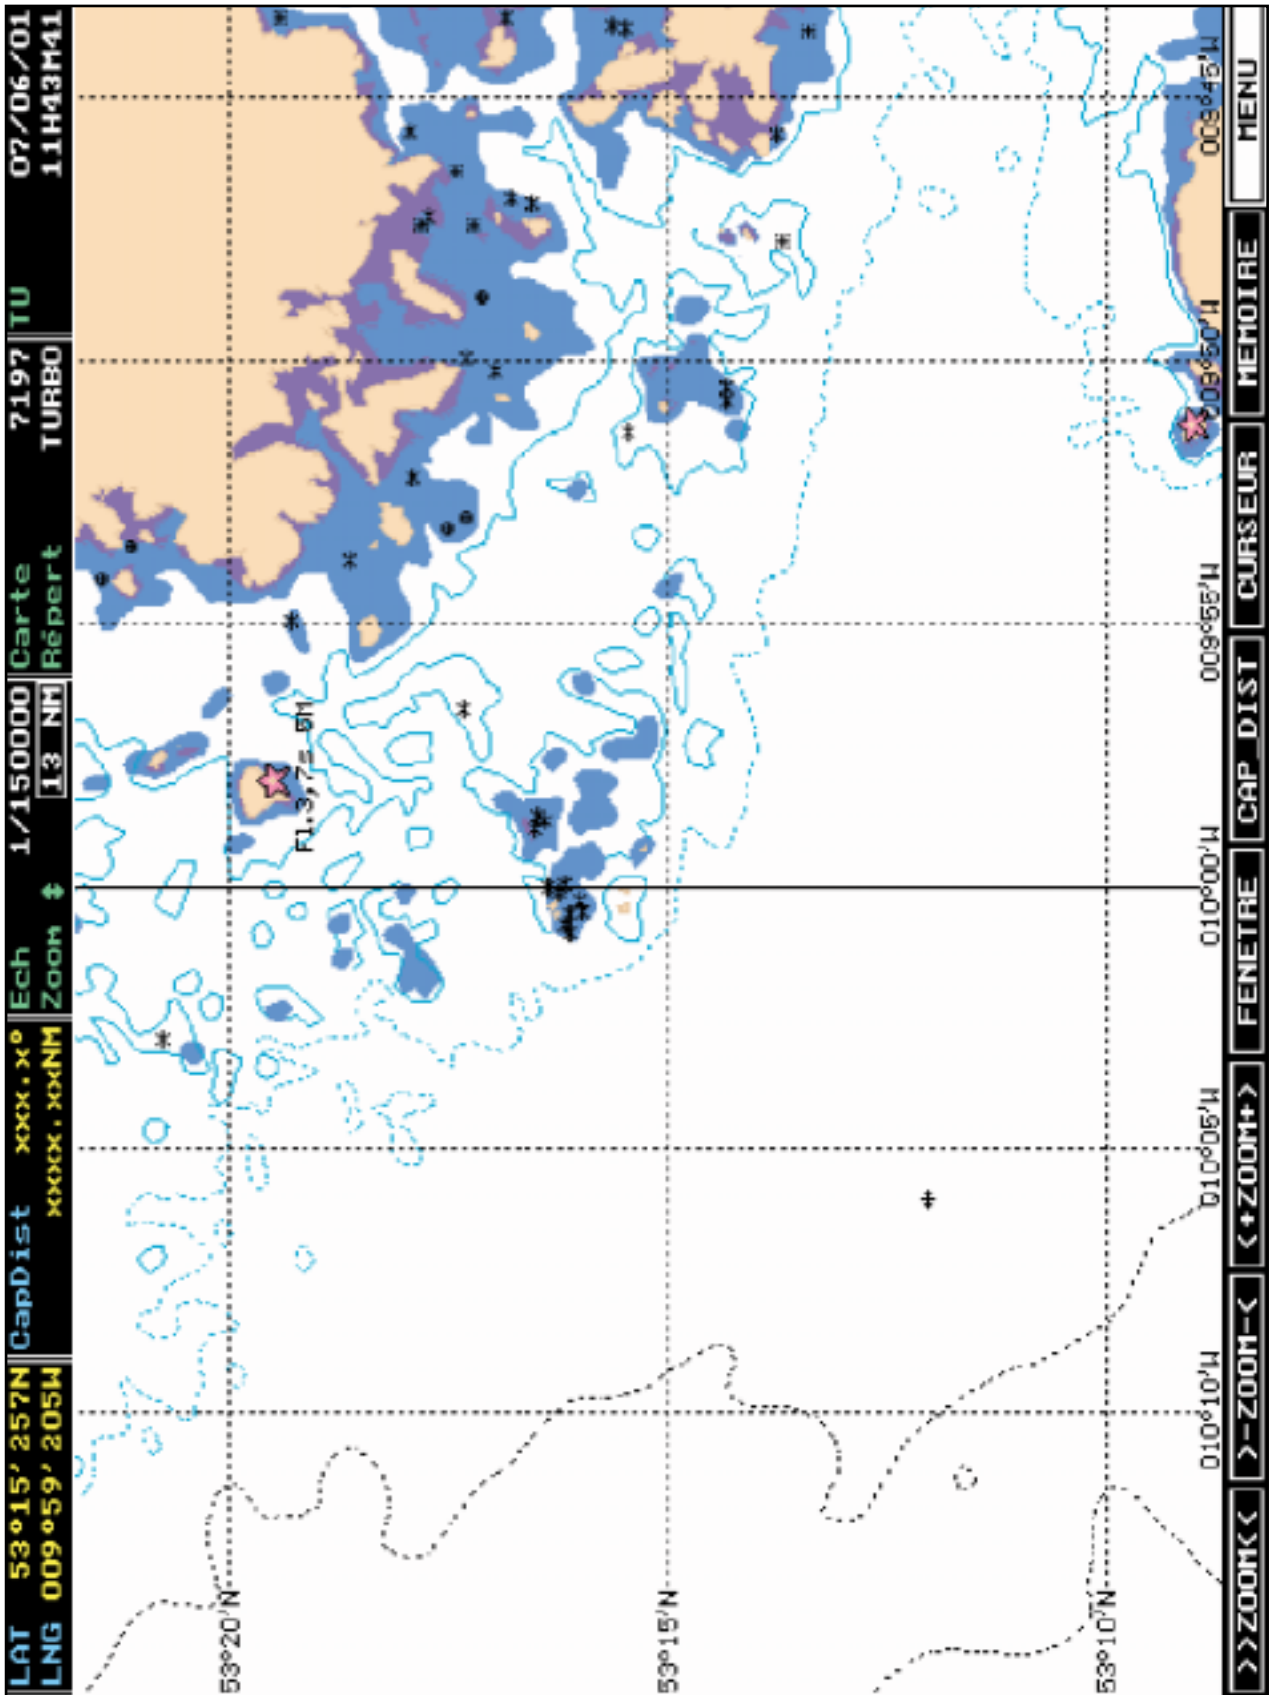 LAT 53°15'257N CapDist xxx.x° Ech 1/150000 Carte 7197 TU 07/06/01
LNG 009°59'205W xxxx.xxNM Zoom ⇕ 13 NM Répert TURBO 11H43M41
53°20'N
Fl.3,7s 5M
53°15'N
53°10'N
010°10,W
010°05,W
010°00,W
009°55,W
009°50,W
009°45,W
>>ZOOM<< >-ZOOM-< <+ZOOM+> FENETRE CAP_DIST CURSEUR MEMOIRE MENU